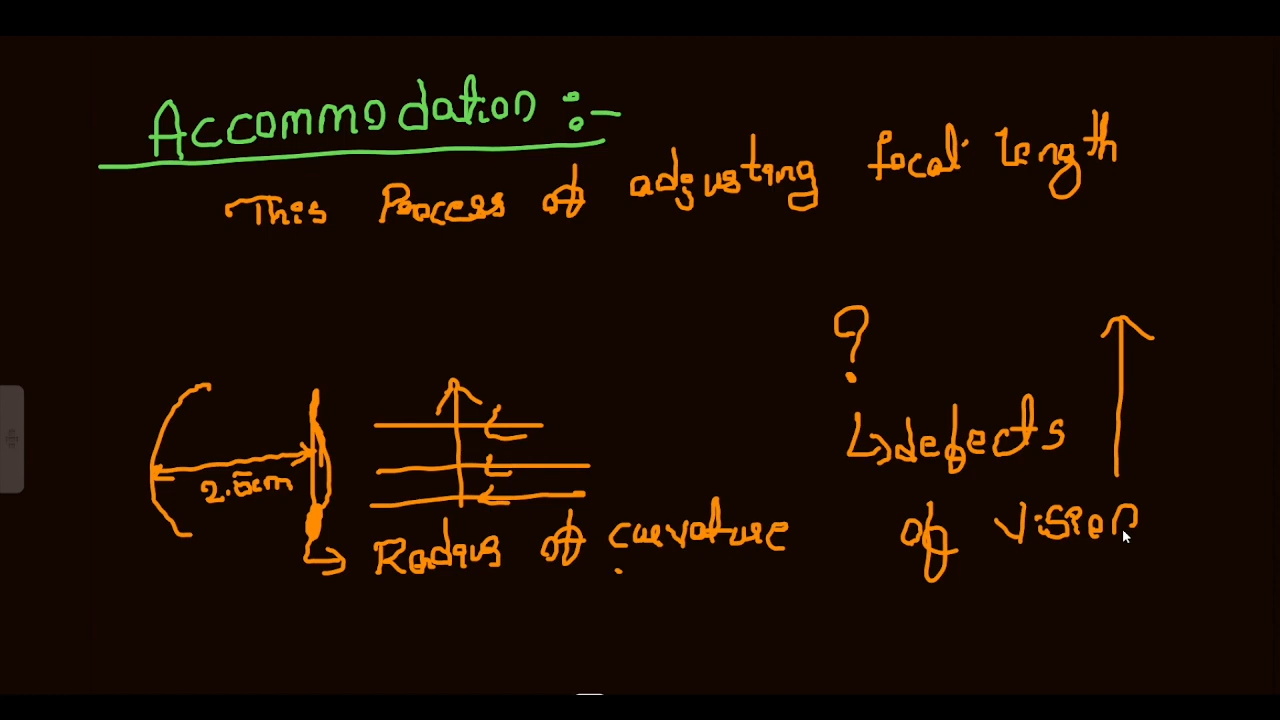 Accommodation :-
This Process of adjusting focal length
?
defects
2.5cm
of vision
Radius of curvature